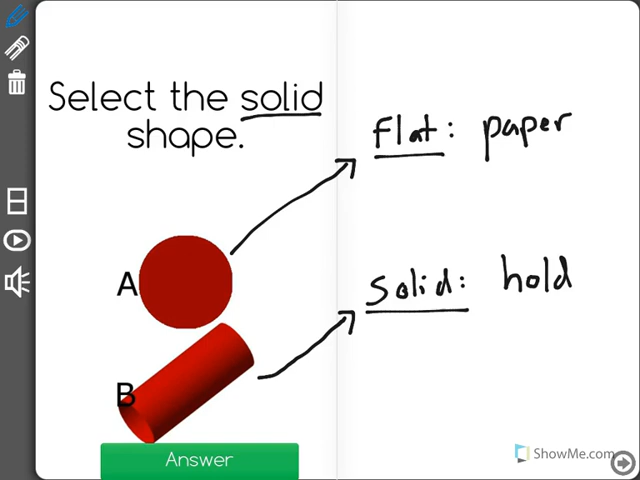 Select the solid
shape.
Flat: paper
A
Solid: hold
B
Answer
ShowMe.com